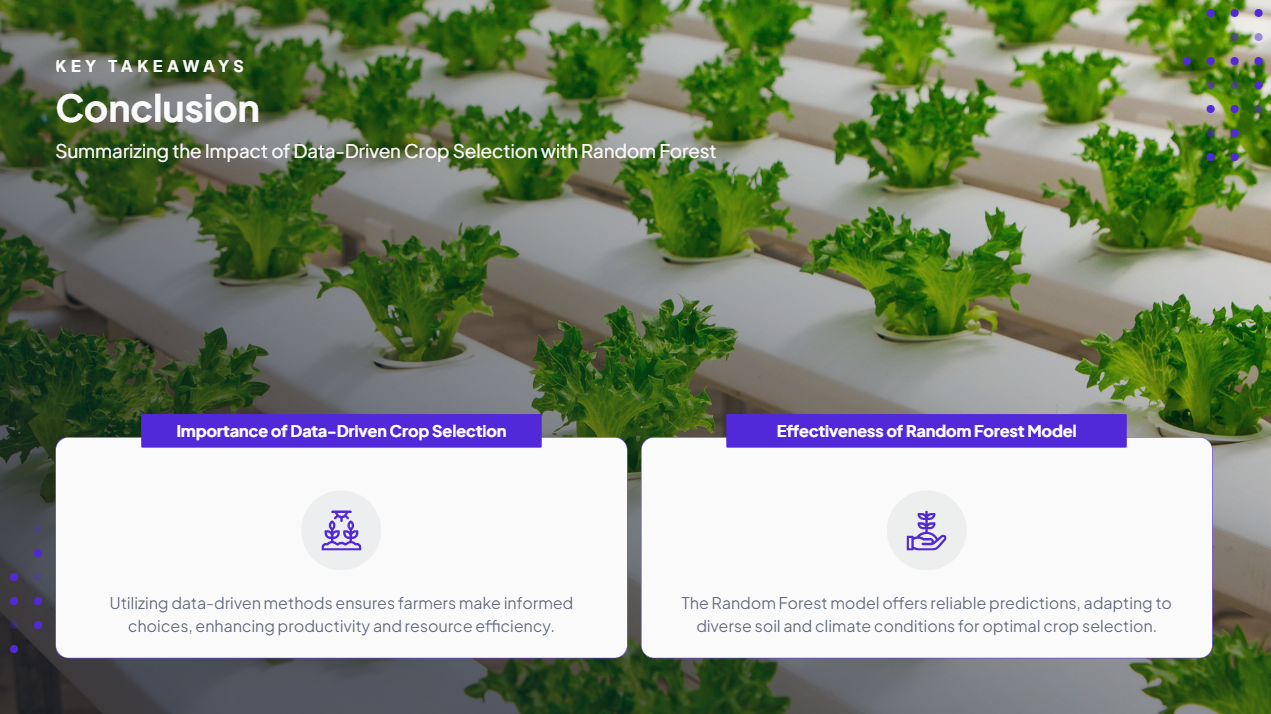 KEY TAKEAWAYS
Conclusion
Summarizing the Impact of Data-Driven Crop Selection with Random Forest
Importance of Data-Driven Crop Selection
Utilizing data-driven methods ensures farmers make informed
choices, enhancing productivity and resource efficiency.
Effectiveness of Random Forest Model
The Random Forest model offers reliable predictions, adapting to
diverse soil and climate conditions for optimal crop selection.